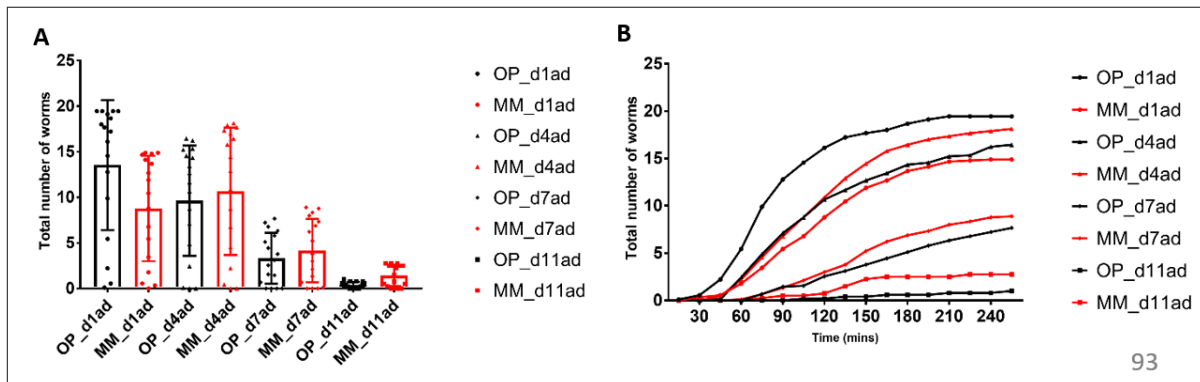 A
Total number of worms
25
20
15
10
5
0
OP_d1ad
MM_d1ad
OP_d4ad
MM_d4ad
OP_d7ad
MM_d7ad
OP_d11ad
MM_d11ad
OP_d1ad
MM_d1ad
OP_d4ad
MM_d4ad
OP_d7ad
MM_d7ad
OP_d11ad
MM_d11ad
B
Total number of worms
25
20
15
10
5
0
30 60 90 120 150 180 210 240
Time (mins)
OP_d1ad
MM_d1ad
OP_d4ad
MM_d4ad
OP_d7ad
MM_d7ad
OP_d11ad
MM_d11ad
93